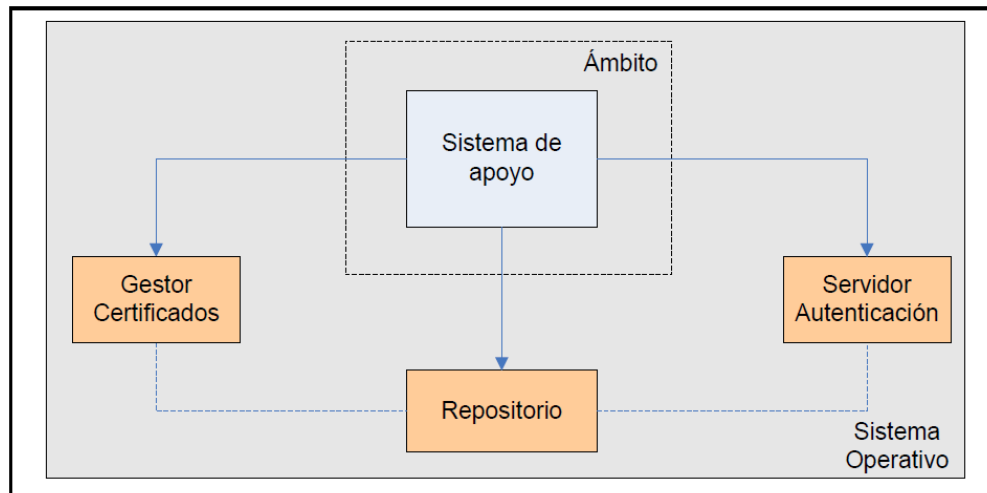 Ámbito
Sistema de
apoyo
Gestor
Certificados
Servidor
Autenticación
Repositorio
Sistema
Operativo